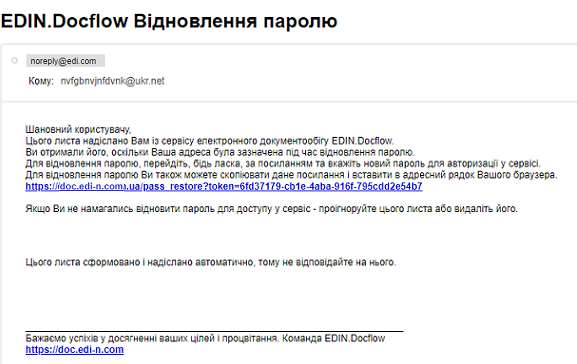 EDIN.Docflow Відновлення паролю
noreply@edi.com
Кому: nvfgbnvjnfdvnk@ukr.net
Шановний користувачу,
Цього листа надіслано Вам із сервісу електронного документообігу EDIN.Docflow.
Ви отримали його, оскільки Ваша адреса була зазначена під час відновлення паролю.
Для відновлення паролю, перейдіть, бідь ласка, за посиланням та вкажіть новий пароль для авторизації у сервісі.
Для відновлення паролю Ви також можете скопіювати дане посилання і вставити в адресний рядок Вашого браузера.
https://doc.edi-n.com.ua/pass_restore?token=6fd37179-cb1e-4aba-916f-795cdd2e54b7
Якщо Ви не намагались відновити пароль для доступу у сервіс - проігноруйте цього листа або видаліть його.
Цього листа сформовано і надіслано автоматично, тому не відповідайте на нього.
Бажаємо успіхів у досягненні ваших цілей і процвітання. Команда EDIN.Docflow
https://doc.edi-n.com